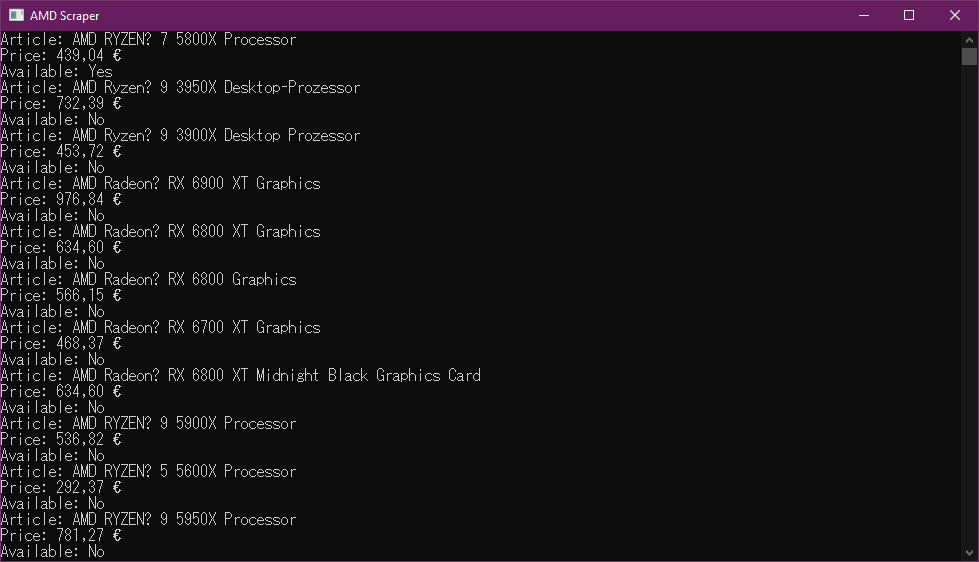 AMD Scraper
Article: AMD RYZEN? 7 5800X Processor
Price: 439,04 €
Available: Yes
Article: AMD Ryzen? 9 3950X Desktop-Prozessor
Price: 732,39 €
Available: No
Article: AMD Ryzen? 9 3900X Desktop Prozessor
Price: 453,72 €
Available: No
Article: AMD Radeon? RX 6900 XT Graphics
Price: 976,84 €
Available: No
Article: AMD Radeon? RX 6800 XT Graphics
Price: 634,60 €
Available: No
Article: AMD Radeon? RX 6800 Graphics
Price: 566,15 €
Available: No
Article: AMD Radeon? RX 6700 XT Graphics
Price: 468,37 €
Available: No
Article: AMD Radeon? RX 6800 XT Midnight Black Graphics Card
Price: 634,60 €
Available: No
Article: AMD RYZEN? 9 5900X Processor
Price: 536,82 €
Available: No
Article: AMD RYZEN? 5 5600X Processor
Price: 292,37 €
Available: No
Article: AMD RYZEN? 9 5950X Processor
Price: 781,27 €
Available: No